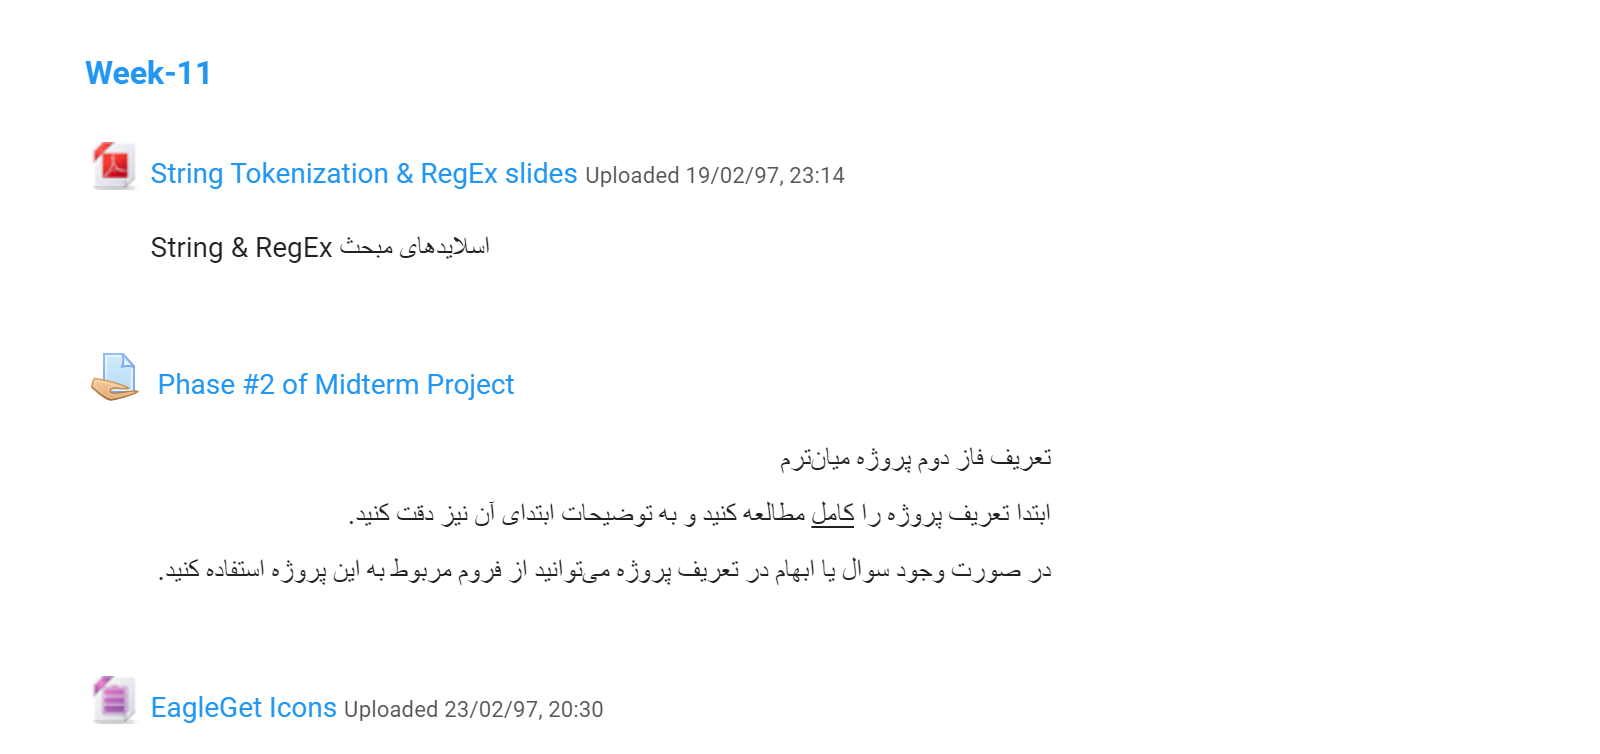 Week-11
String Tokenization & RegEx slides Uploaded 19/02/97, 23:14
اسلایدهای مبحث String & RegEx
Phase #2 of Midterm Project
تعریف فاز دوم پروژه میان‌ترم
ابتدا تعریف پروژه را کامل مطالعه کنید و به توضیحات ابتدای آن نیز دقت کنید.
در صورت وجود سوال یا ابهام در تعریف پروژه می‌توانید از فروم مربوط به این پروژه استفاده کنید.
EagleGet Icons Uploaded 23/02/97, 20:30